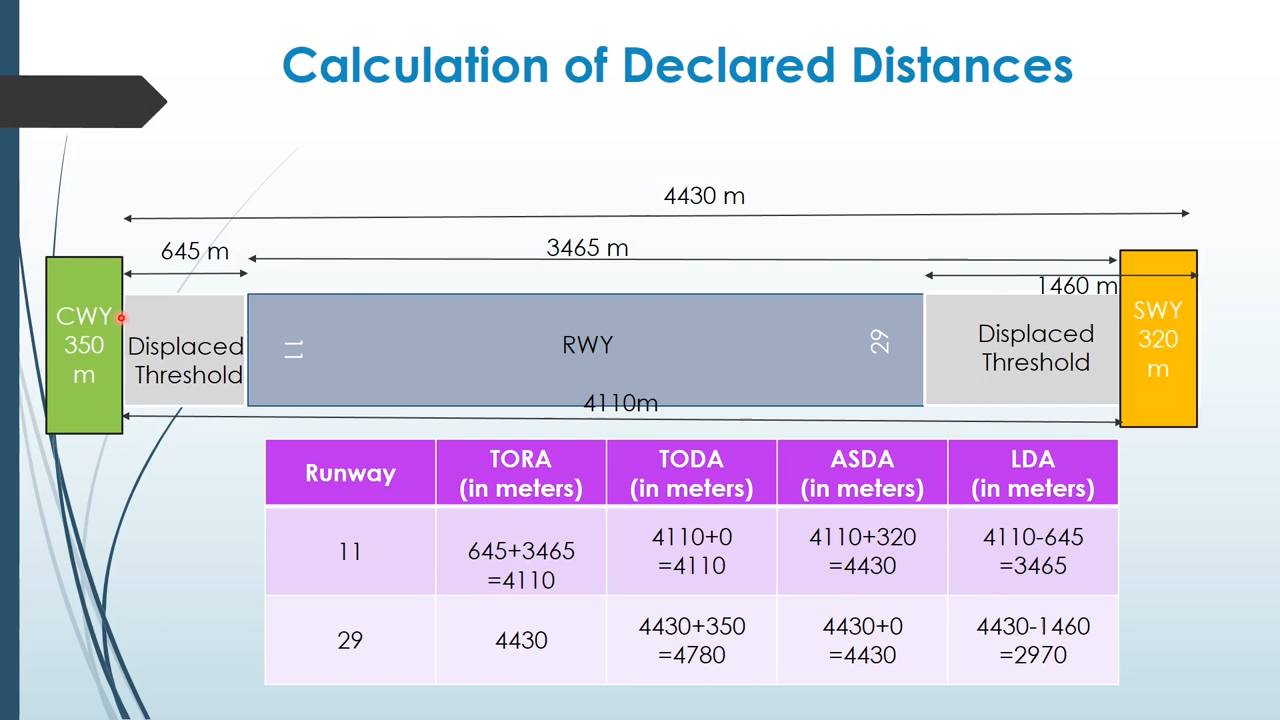 Calculation of Declared Distances
4430 m
645 m
3465 m
1460 m
CWY
350
m
Displaced
Threshold
11
RWY
29
Displaced
Threshold
SWY
320
m
4110m
Runway
TORA
(in meters)
TODA
(in meters)
ASDA
(in meters)
LDA
(in meters)
11
645+3465
=4110
4110+0
=4110
4110+320
=4430
4110-645
=3465
29
4430
4430+350
=4780
4430+0
=4430
4430-1460
=2970